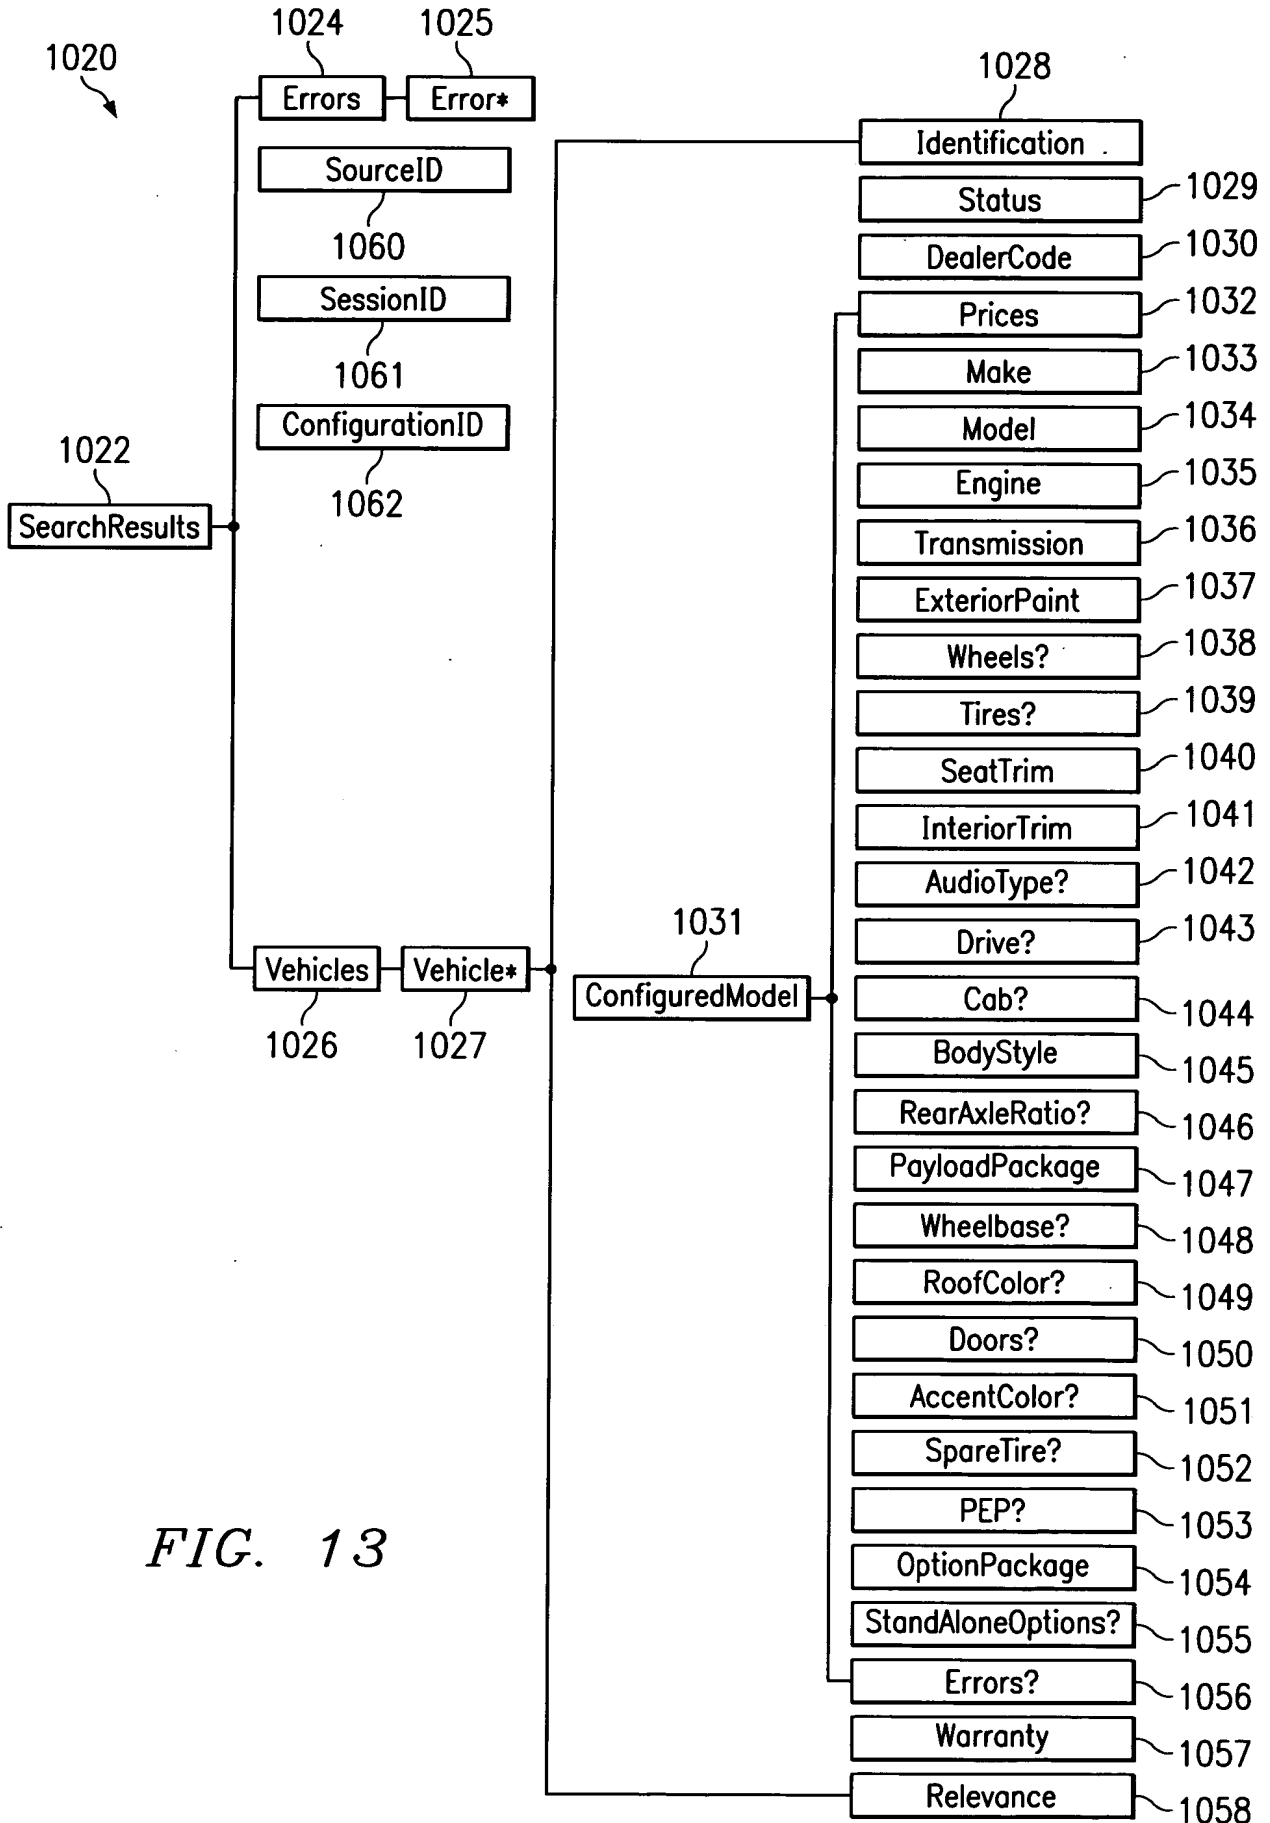 1020
1024
1025
Errors
Error*
SourceID
1060
SessionID
1061
ConfigurationID
1062
1022
SearchResults
Vehicles
Vehicle*
1026
1027
1031
ConfiguredModel
1028
Identification
Status
1029
DealerCode
1030
Prices
1032
Make
1033
Model
1034
Engine
1035
Transmission
1036
ExteriorPaint
1037
Wheels?
1038
Tires?
1039
SeatTrim
1040
InteriorTrim
1041
AudioType?
1042
Drive?
1043
Cab?
1044
BodyStyle
1045
RearAxleRatio?
1046
PayloadPackage
1047
Wheelbase?
1048
RoofColor?
1049
Doors?
1050
AccentColor?
1051
SpareTire?
1052
PEP?
1053
OptionPackage
1054
StandAloneOptions?
1055
Errors?
1056
Warranty
1057
Relevance
1058
FIG. 13